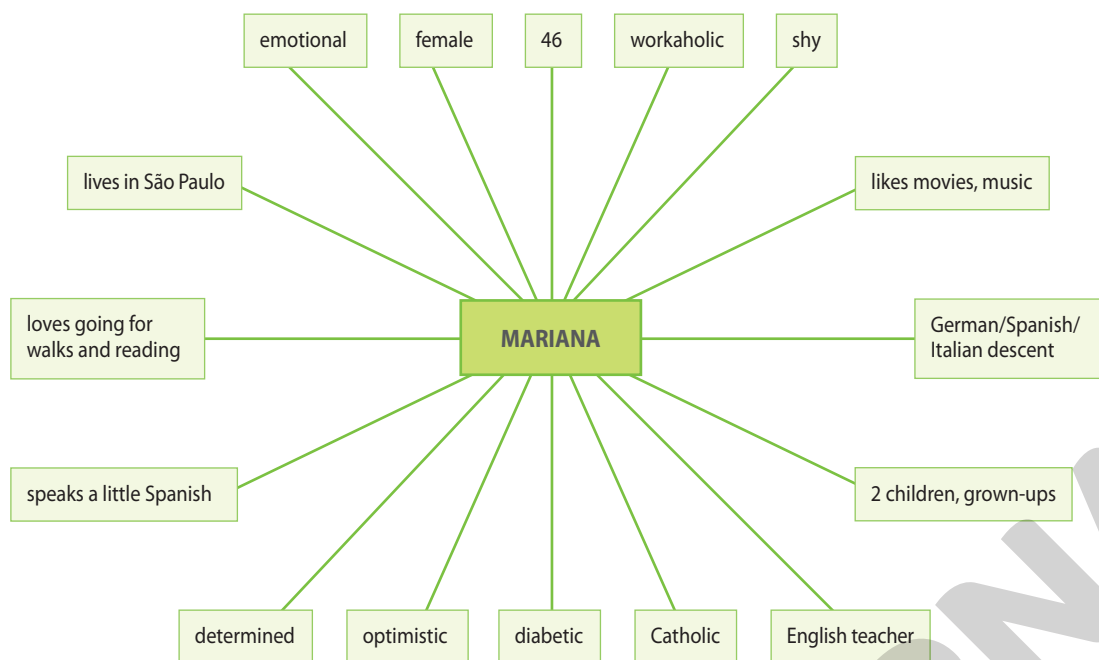 emotional
female
46
workaholic
shy
lives in São Paulo
likes movies, music
loves going for
walks and reading
MARIANA
German/Spanish/
Italian descent
speaks a little Spanish
2 children, grown-ups
determined
optimistic
diabetic
Catholic
English teacher